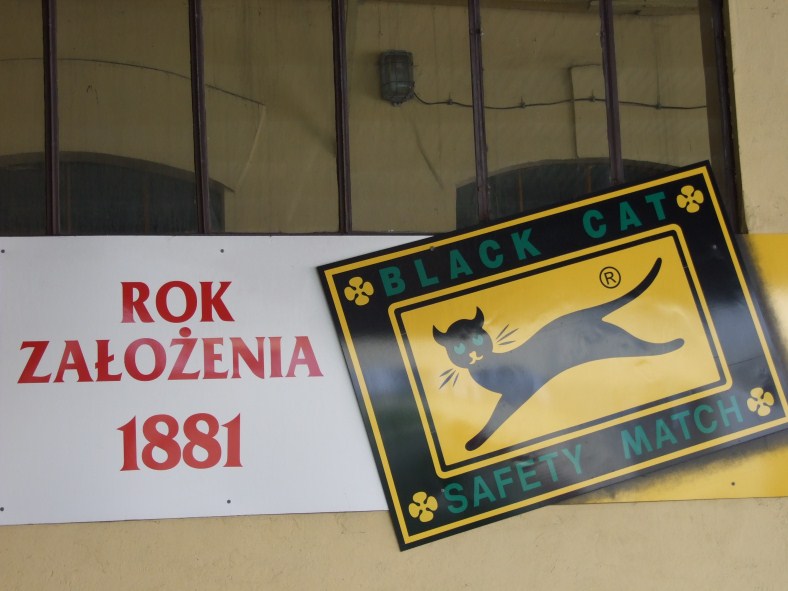 ROK
ZAŁOŻENIA
1881
BLACK CAT
®
SAFETY MATCH